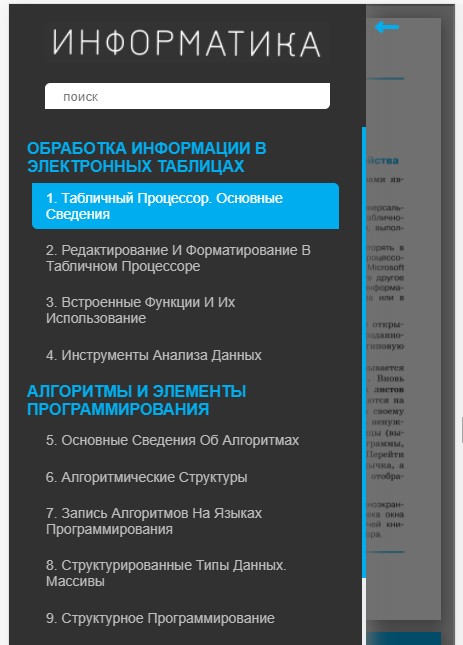 ИНФОРМАТИКА
поиск
ОБРАБОТКА ИНФОРМАЦИИ В
ЭЛЕКТРОННЫХ ТАБЛИЦАХ
1. Табличный Процессор. Основные
Сведения
2. Редактирование И Форматирование В
Табличном Процессоре
3. Встроенные Функции И Их
Использование
4. Инструменты Анализа Данных
АЛГОРИТМЫ И ЭЛЕМЕНТЫ
ПРОГРАММИРОВАНИЯ
5. Основные Сведения Об Алгоритмах
6. Алгоритмические Структуры
7. Запись Алгоритмов На Языках
Программирования
8. Структурированные Типы Данных.
Массивы
9. Структурное Программирование